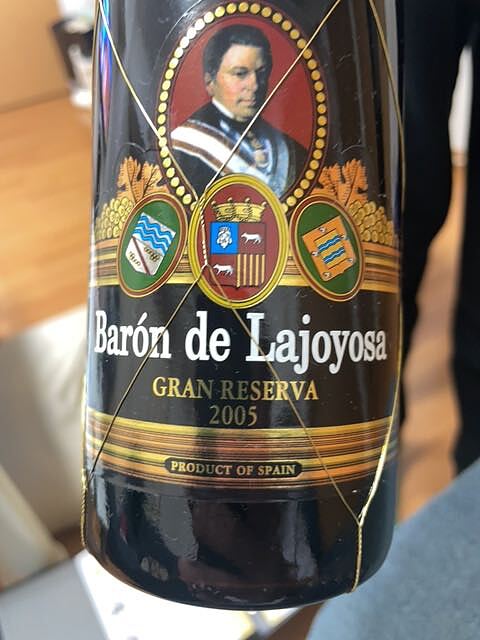 Barón de Lajoyosa
GRAN RESERVA
2005
PRODUCT OF SPAIN